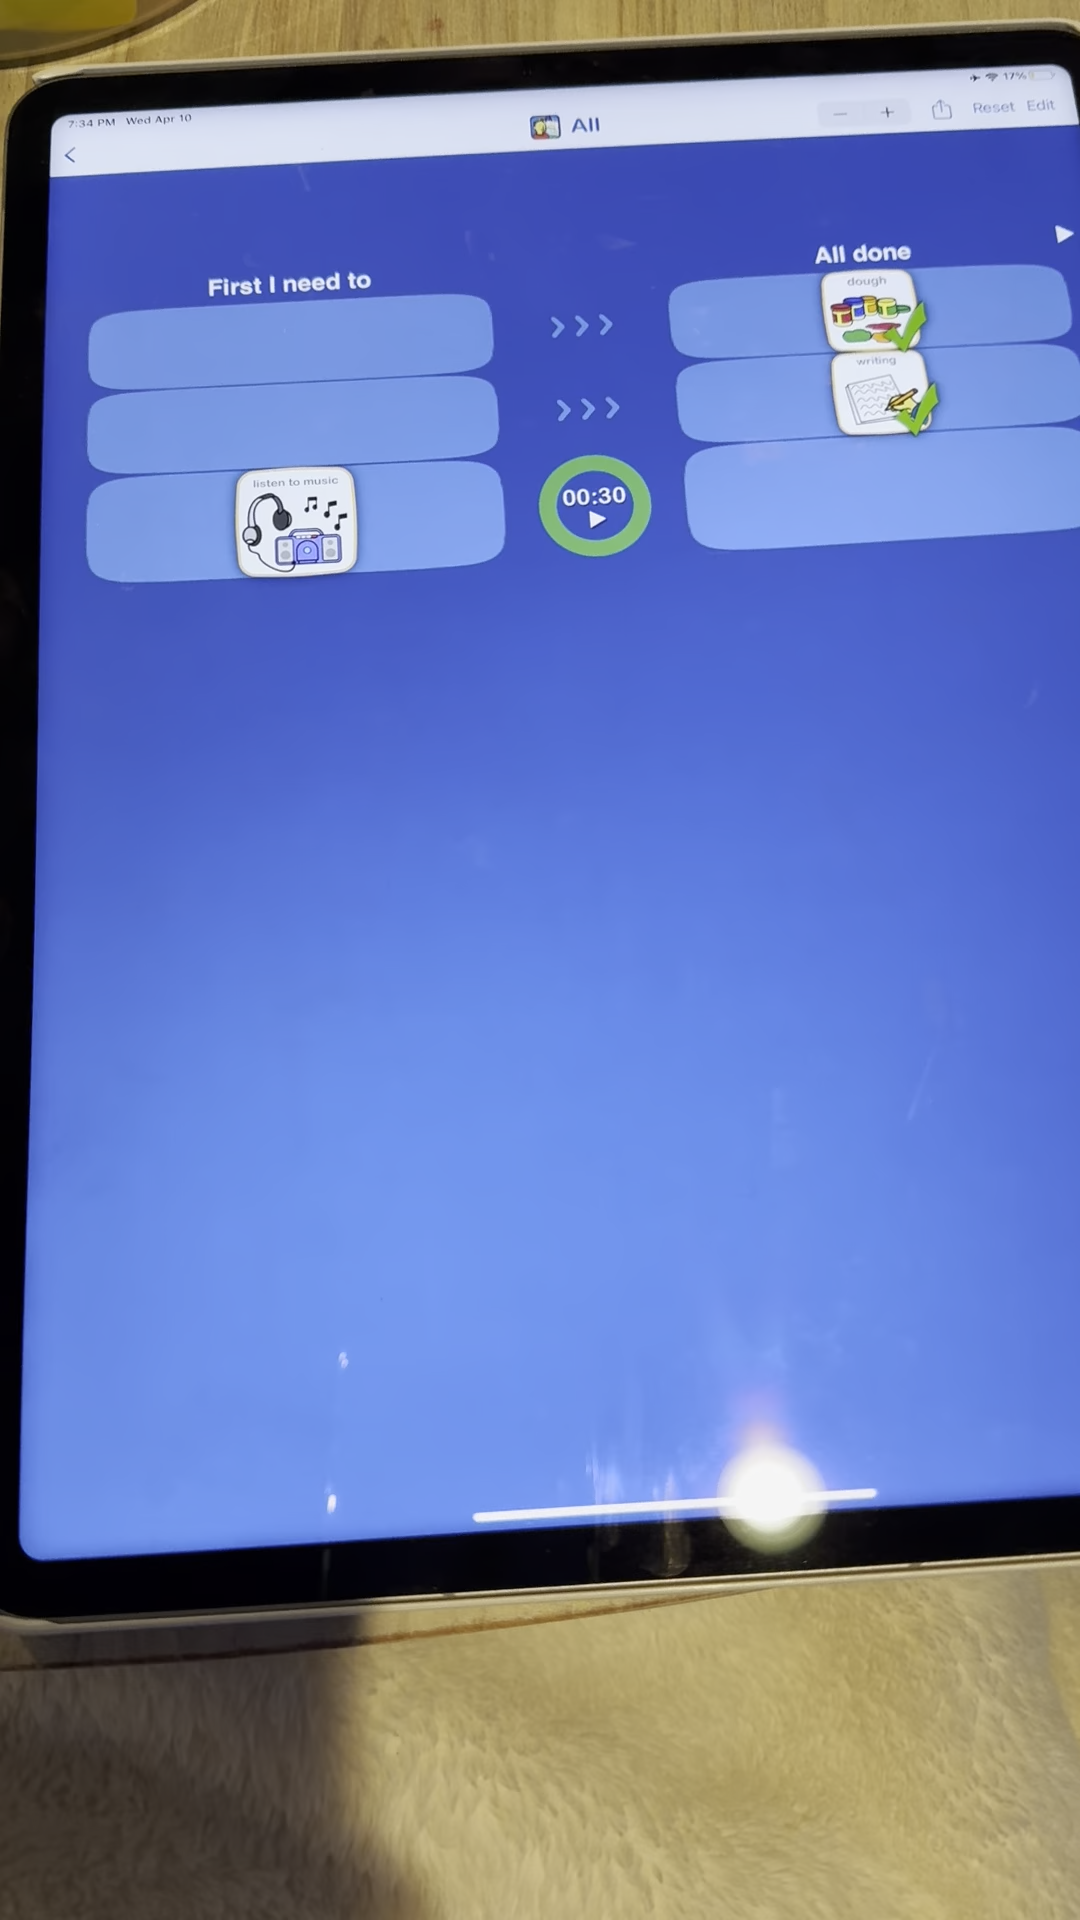 7:34 PM Wed Apr 10
17%
All
Reset Edit
First I need to
All done
dough
writing
listen to music
00:30